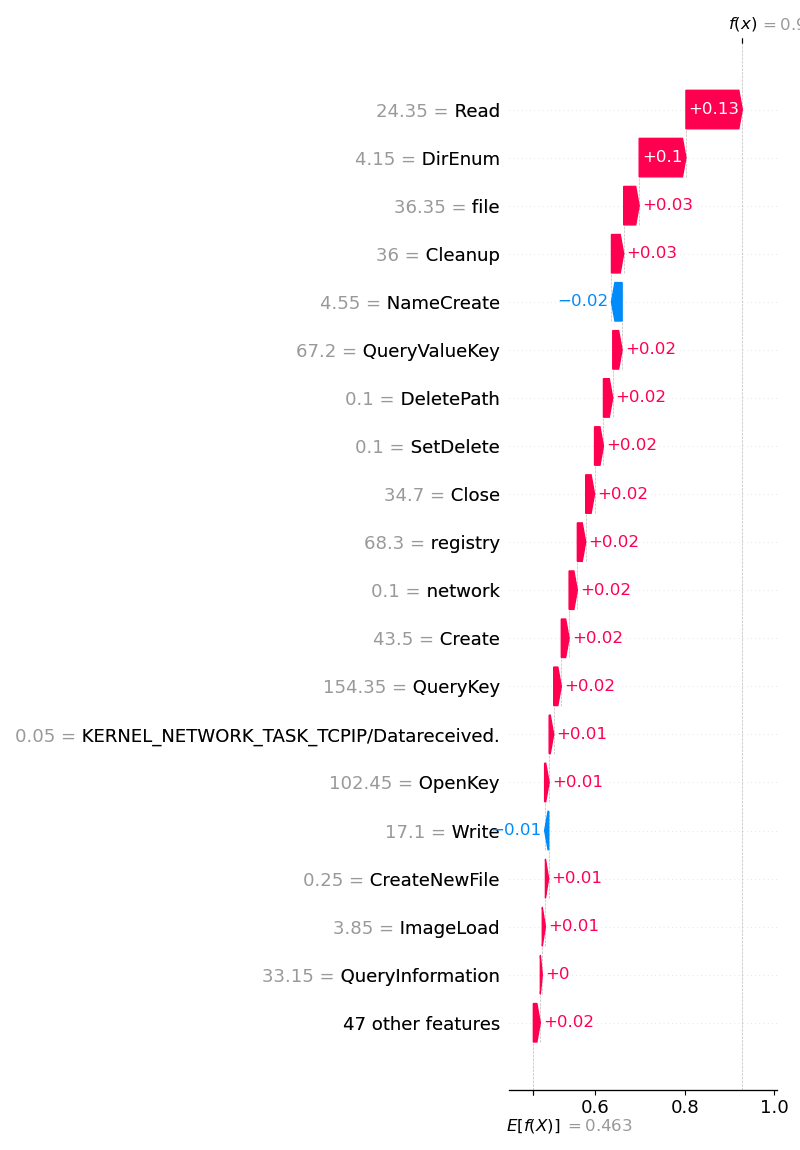 f(x) = 0.9
24.35 = Read +0.13
4.15 = DirEnum +0.1
36.35 = file +0.03
36 = Cleanup +0.03
4.55 = NameCreate −0.02
67.2 = QueryValueKey +0.02
0.1 = DeletePath +0.02
0.1 = SetDelete +0.02
34.7 = Close +0.02
68.3 = registry +0.02
0.1 = network +0.02
43.5 = Create +0.02
154.35 = QueryKey +0.02
0.05 = KERNEL_NETWORK_TASK_TCPIP/Datareceived. +0.01
102.45 = OpenKey +0.01
17.1 = Write −0.01
0.25 = CreateNewFile +0.01
3.85 = ImageLoad +0.01
33.15 = QueryInformation +0
47 other features +0.02
0.6 0.8 1.0
E[f(X)] = 0.463